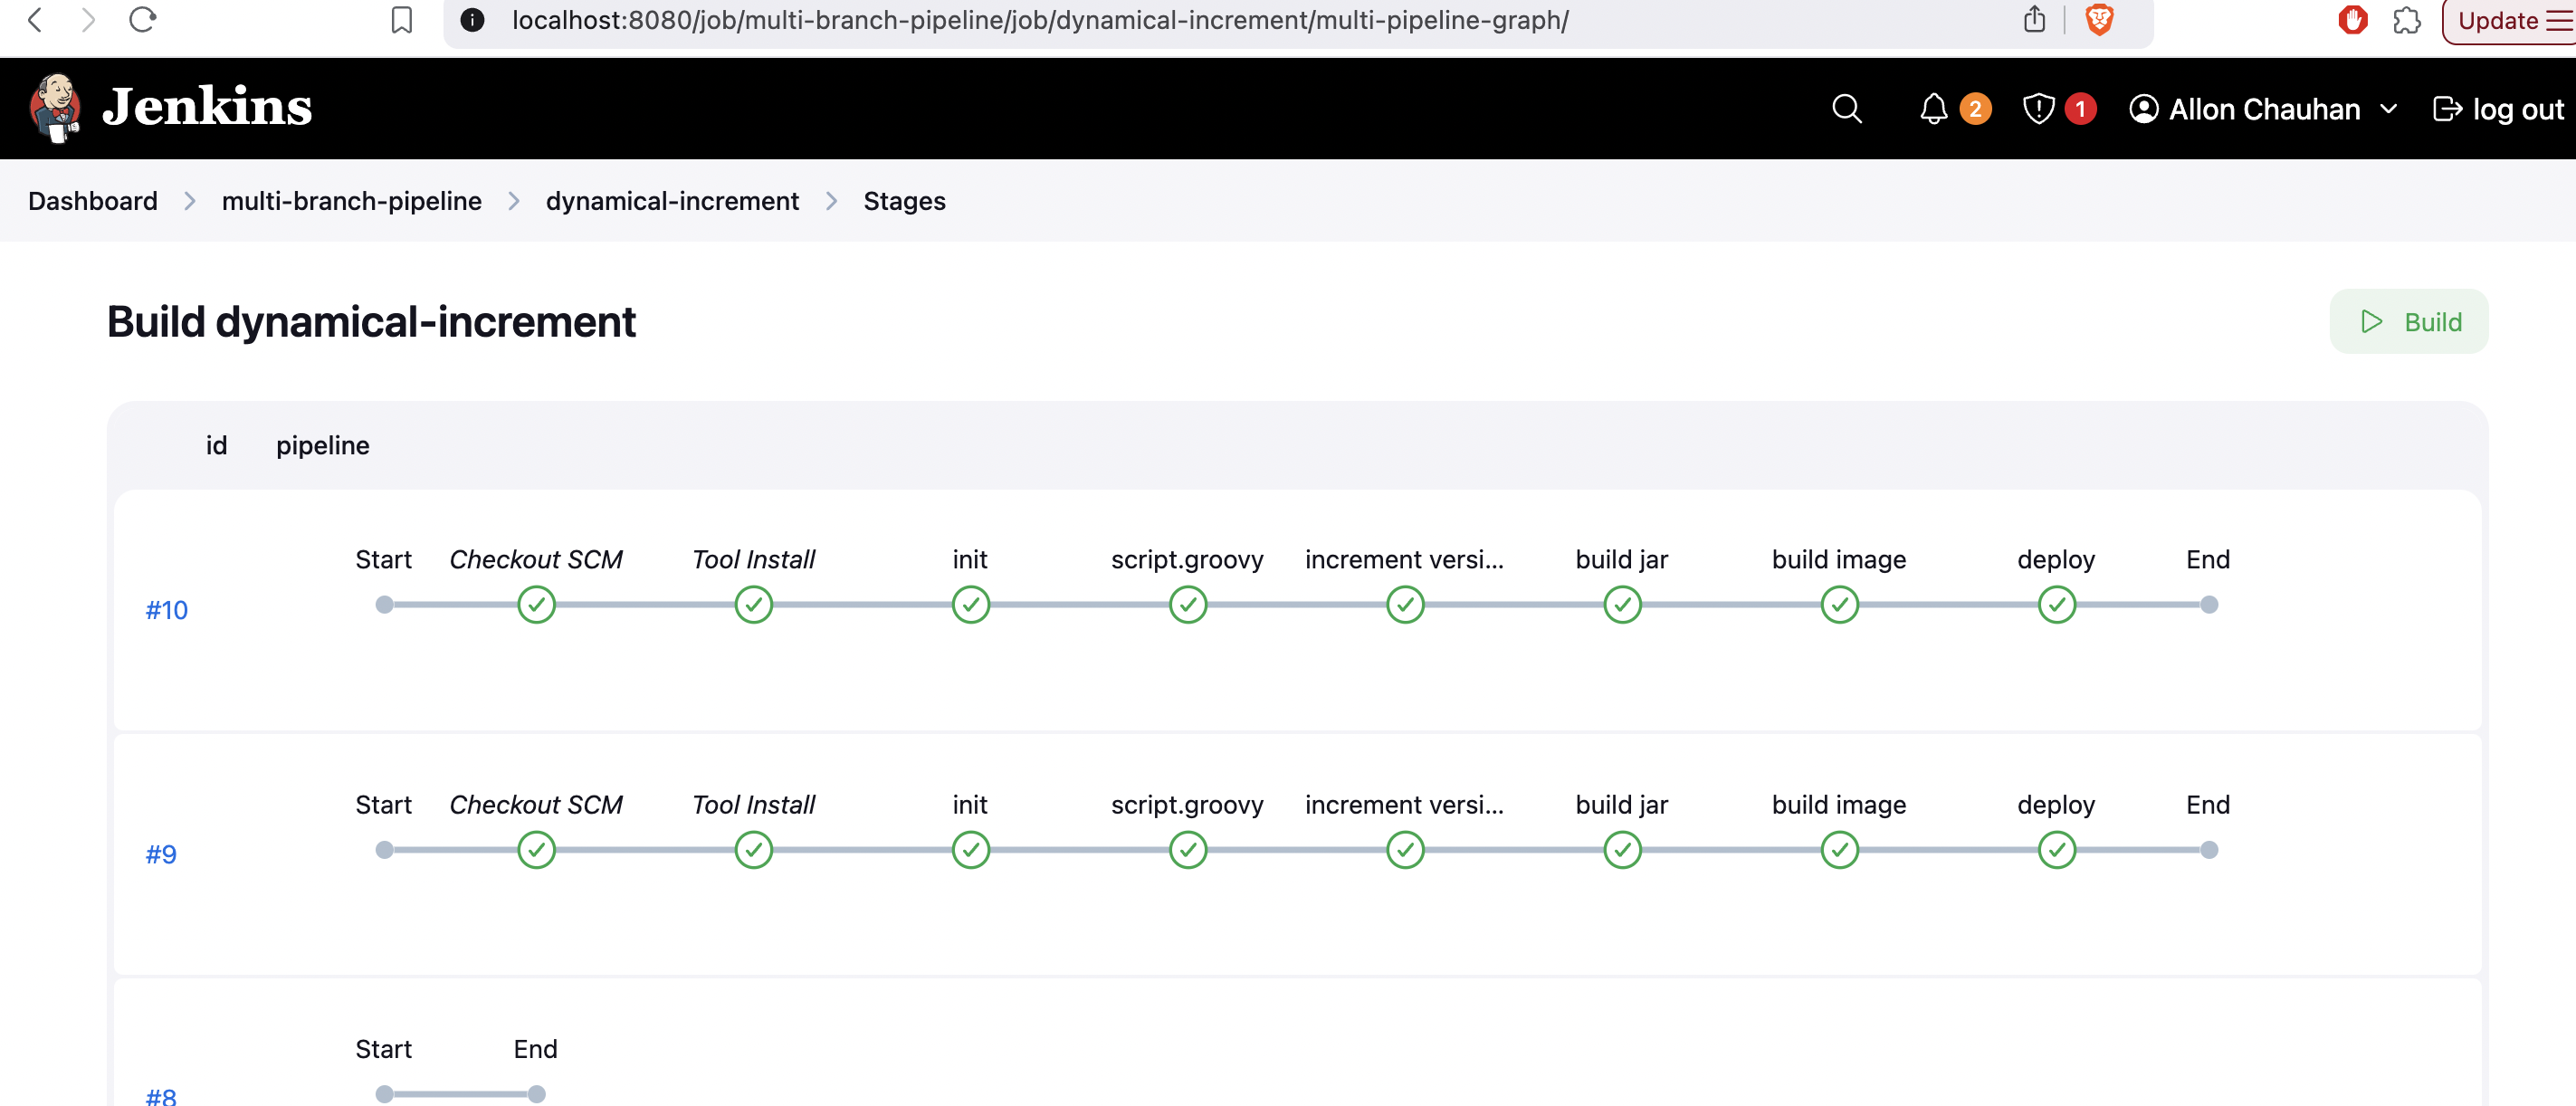 localhost:8080/job/multi-branch-pipeline/job/dynamical-increment/multi-pipeline-graph/
Update
Jenkins
2
1
Allon Chauhan
log out
Dashboard
multi-branch-pipeline
dynamical-increment
Stages
Build dynamical-increment
Build
id pipeline
Start Checkout SCM Tool Install init script.groovy increment versi... build jar build image deploy End
#10
Start Checkout SCM Tool Install init script.groovy increment versi... build jar build image deploy End
#9
Start End
#8